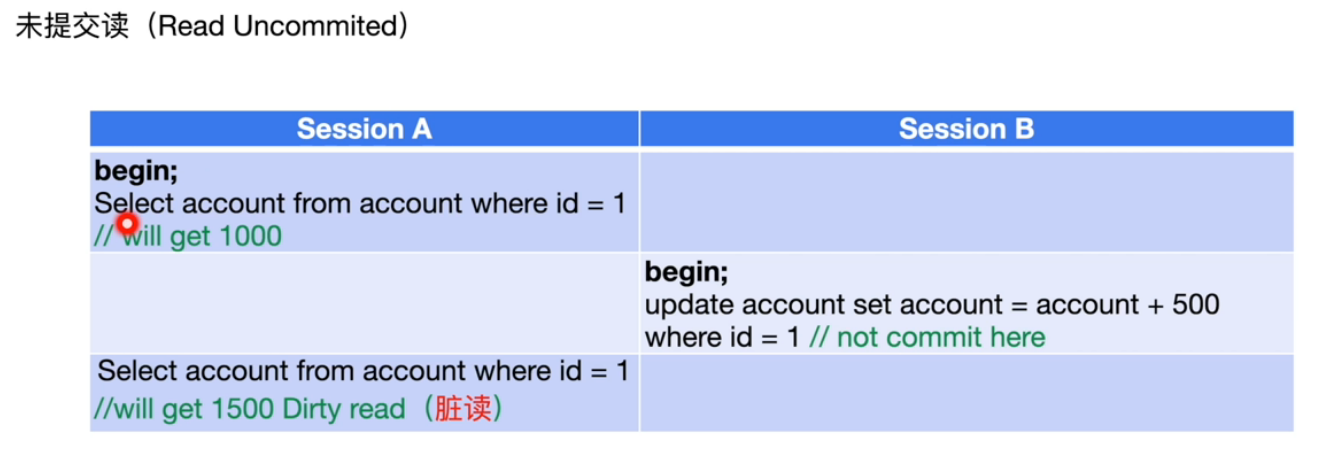 未提交读（Read Uncommited）
Session A
Session B
begin;
Select account from account where id = 1
// will get 1000
begin;
update account set account = account + 500
where id = 1 // not commit here
Select account from account where id = 1
//will get 1500 Dirty read（脏读）